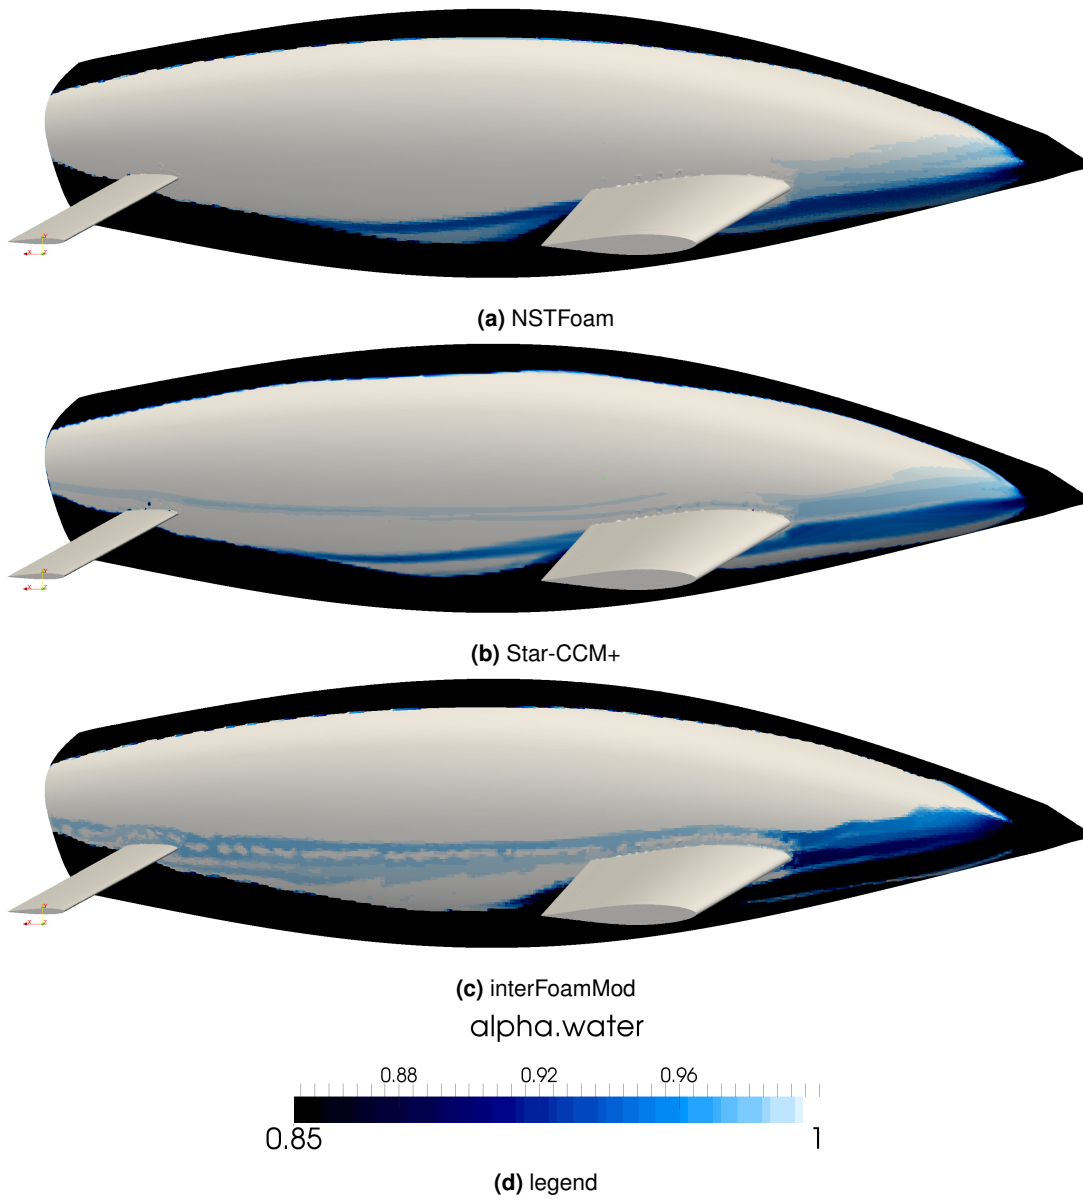 (a) NSTFoam
(b) Star-CCM+
(c) interFoamMod
alpha.water
0.88 0.92 0.96
0.85 1
(d) legend